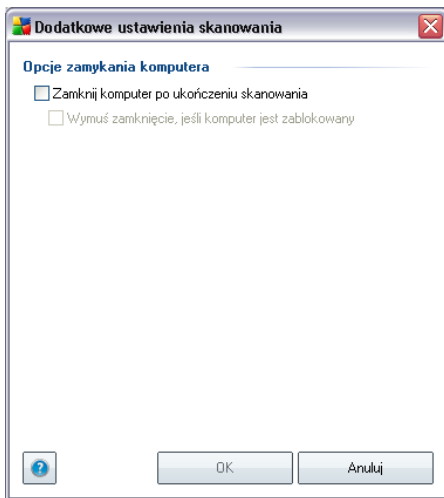 Dodatkowe ustawienia skanowania
Opcje zamykania komputera
Zamknij komputer po ukończeniu skanowania
Wymuś zamknięcie, jeśli komputer jest zablokowany
?
OK
Anuluj